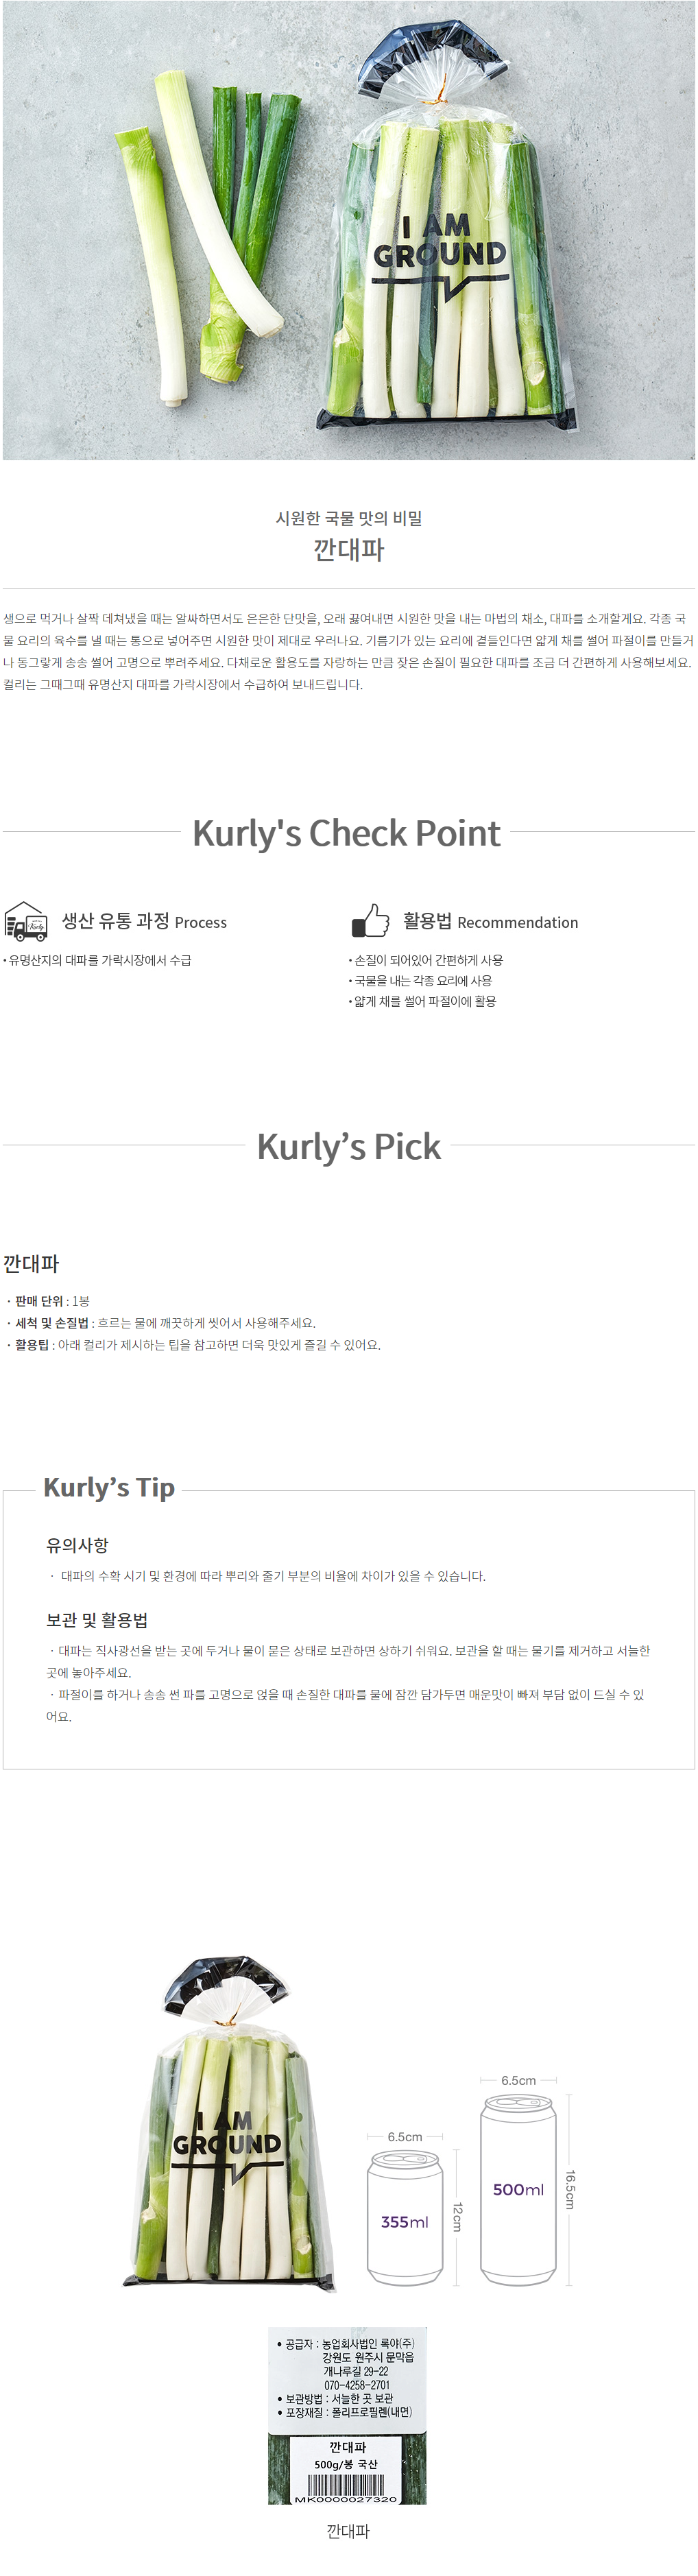 I AM
GROUND
시원한 국물 맛의 비밀
깐대파
생으로 먹거나 살짝 데쳐냈을 때는 알싸하면서도 은은한 단맛을, 오래 끓여내면 시원한 맛을 내는 마법의 채소, 대파를 소개할게요. 각종 국
물 요리의 육수를 낼 때는 통으로 넣어주면 시원한 맛이 제대로 우러나요. 기름기가 있는 요리에 곁들인다면 얇게 채를 썰어 파절이를 만들거
나 동그랗게 송송 썰어 고명으로 뿌려주세요. 다채로운 활용도를 자랑하는 만큼 잦은 손질이 필요한 대파를 조금 더 간편하게 사용해보세요.
컬리는 그때그때 유명산지 대파를 가락시장에서 수급하여 보내드립니다.
Kurly's Check Point
Kurly
생산 유통 과정 Process
• 유명산지의 대파를 가락시장에서 수급
활용법 Recommendation
• 손질이 되어있어 간편하게 사용
• 국물을 내는 각종 요리에 사용
• 얇게 채를 썰어 파절이에 활용
Kurly’s Pick
깐대파
· 판매 단위 : 1봉
· 세척 및 손질법 : 흐르는 물에 깨끗하게 씻어서 사용해주세요.
· 활용팁 : 아래 컬리가 제시하는 팁을 참고하면 더욱 맛있게 즐길 수 있어요.
Kurly’s Tip
유의사항
· 대파의 수확 시기 및 환경에 따라 뿌리와 줄기 부분의 비율에 차이가 있을 수 있습니다.
보관 및 활용법
· 대파는 직사광선을 받는 곳에 두거나 물이 묻은 상태로 보관하면 상하기 쉬워요. 보관을 할 때는 물기를 제거하고 서늘한
곳에 놓아주세요.
· 파절이를 하거나 송송 썬 파를 고명으로 얹을 때 손질한 대파를 물에 잠깐 담가두면 매운맛이 빠져 부담 없이 드실 수 있
어요.
I AM
GROUND
6.5cm
355ml
12cm
6.5cm
500ml
16.5cm
• 공급자 : 농업회사법인 록야(주)
강원도 원주시 문막읍
개나루길 29-22
070-4258-2701
• 보관방법 : 서늘한 곳 보관
• 포장재질 : 폴리프로필렌(내면)
깐대파
500g/봉 국산
MK0000027320
깐대파